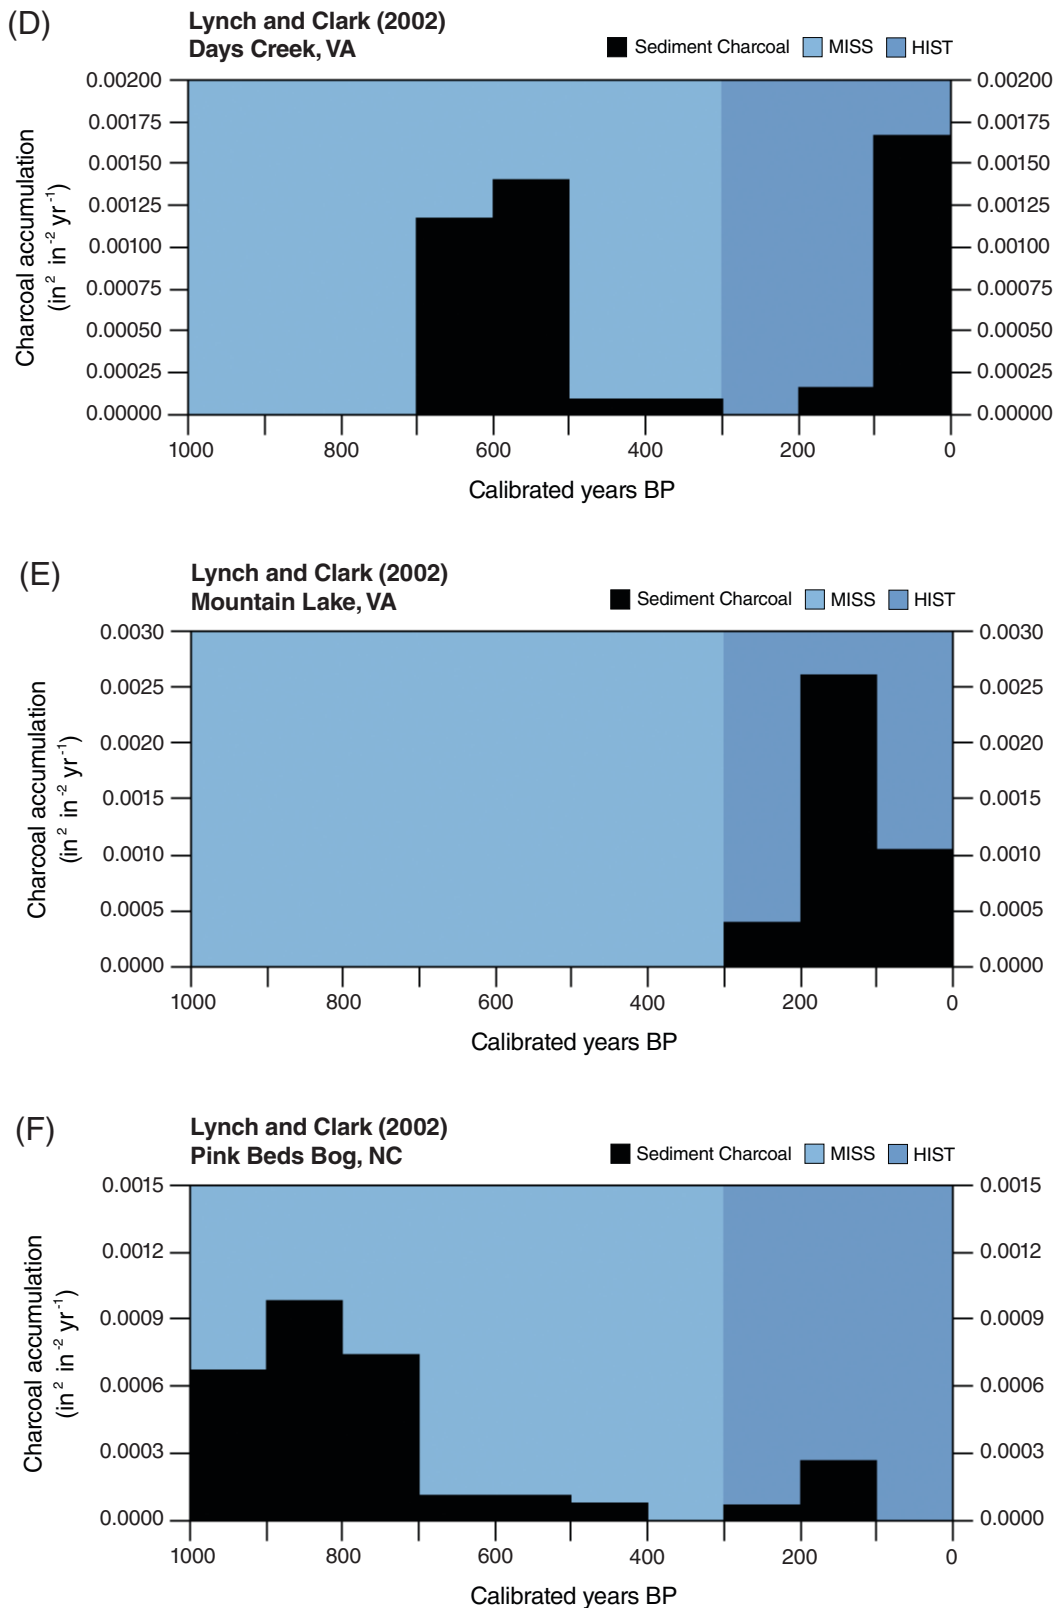 (D)
Lynch and Clark (2002)
Days Creek, VA
Sediment Charcoal MISS HIST
0.00200 0.00200
0.00175 0.00175
0.00150 0.00150
0.00125 0.00125
0.00100 0.00100
0.00075 0.00075
0.00050 0.00050
0.00025 0.00025
0.00000 0.00000
Charcoal accumulation
(in² in⁻² yr⁻¹)
1000 800 600 400 200 0
Calibrated years BP
(E)
Lynch and Clark (2002)
Mountain Lake, VA
Sediment Charcoal MISS HIST
0.0030 0.0030
0.0025 0.0025
0.0020 0.0020
0.0015 0.0015
0.0010 0.0010
0.0005 0.0005
0.0000 0.0000
Charcoal accumulation
(in² in⁻² yr⁻¹)
1000 800 600 400 200 0
Calibrated years BP
(F)
Lynch and Clark (2002)
Pink Beds Bog, NC
Sediment Charcoal MISS HIST
0.0015 0.0015
0.0012 0.0012
0.0009 0.0009
0.0006 0.0006
0.0003 0.0003
0.0000 0.0000
Charcoal accumulation
(in² in⁻² yr⁻¹)
1000 800 600 400 200 0
Calibrated years BP